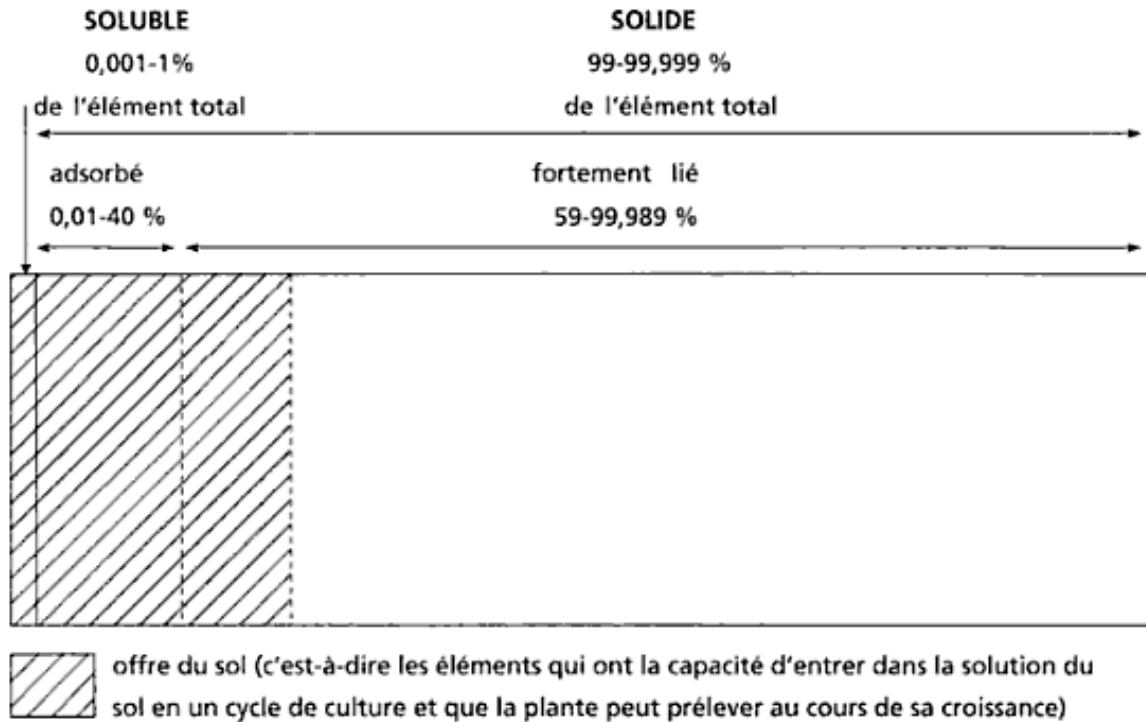 SOLUBLE SOLIDE
0,001-1% 99-99,999 %
de l'élément total de l'élément total
adsorbé fortement lié
0,01-40 % 59-99,989 %
offre du sol (c'est-à-dire les éléments qui ont la capacité d'entrer dans la solution du
sol en un cycle de culture et que la plante peut prélever au cours de sa croissance)